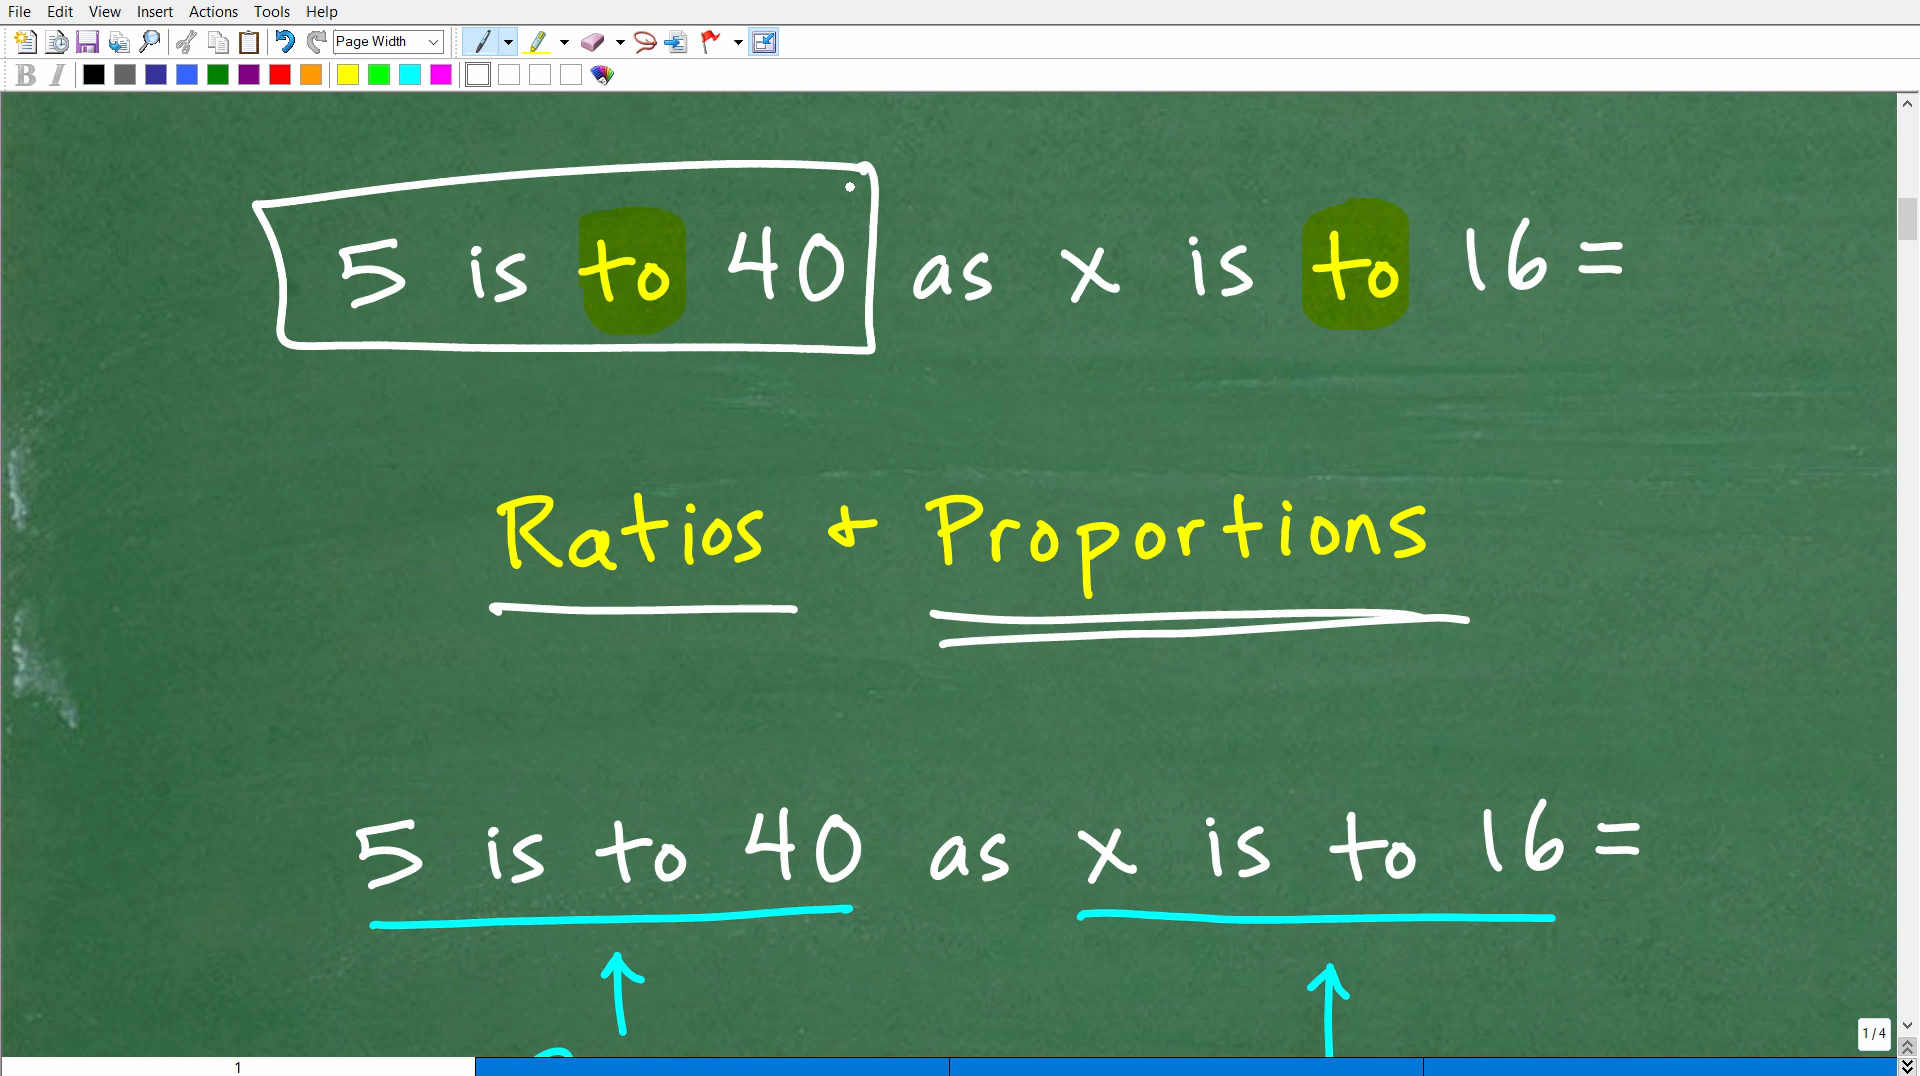 File Edit View Insert Actions Tools Help
Page Width
B I
5 is to 40 as x is to 16 =
Ratios + Proportions
5 is to 40 as x is to 16 =
1 / 4
1